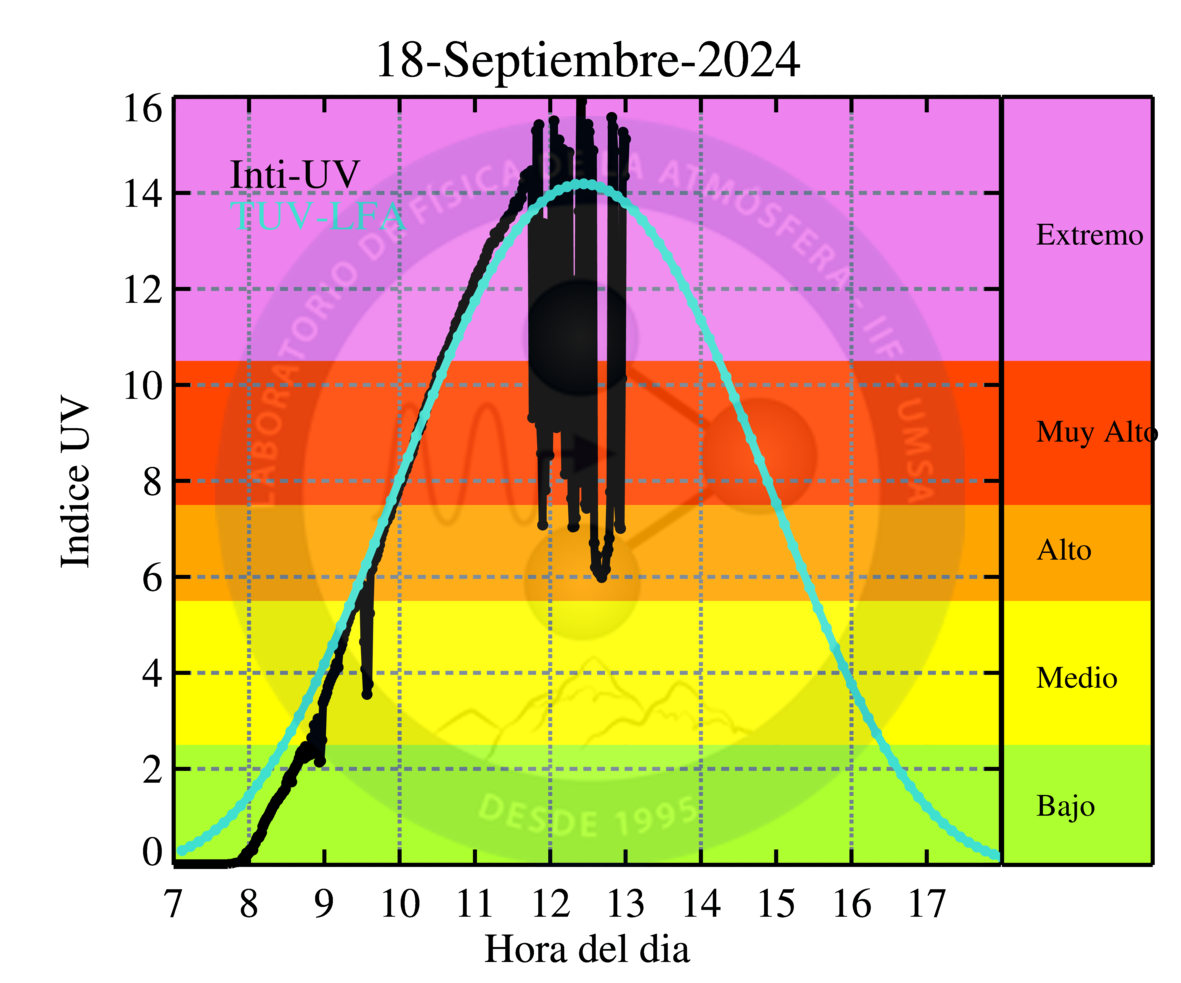 18-Septiembre-2024
16
14
12
10
8
6
4
2
0
Indice UV
Inti-UV
TUV-LFA
LABORATORIO DE FÍSICA DE LA ATMÓSFERA - IIF - UMSA
DESDE 1995
Extremo
Muy Alto
Alto
Medio
Bajo
7 8 9 10 11 12 13 14 15 16 17
Hora del dia